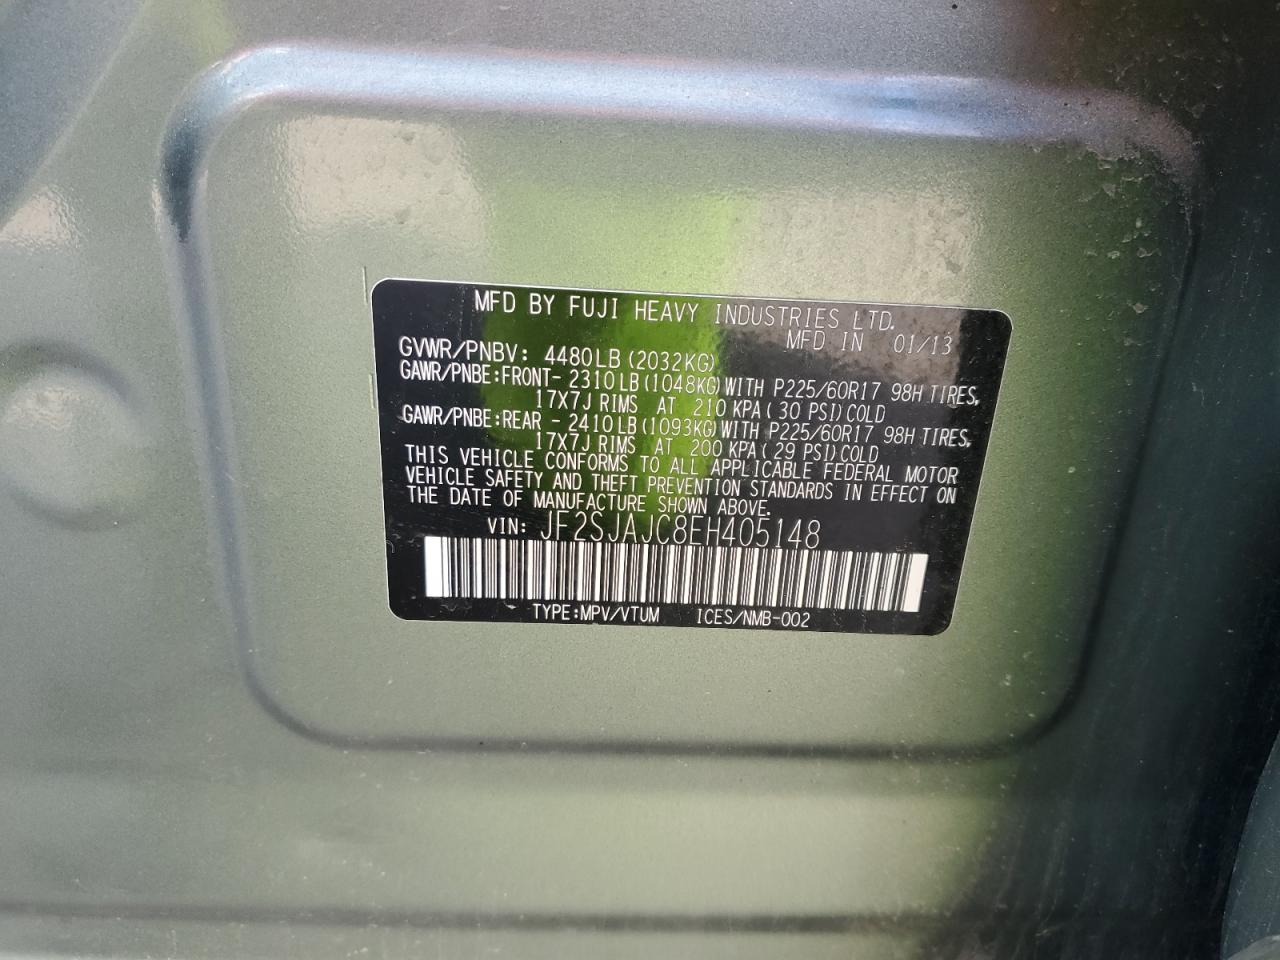 MFD BY FUJI HEAVY INDUSTRIES LTD.
MFD IN 01/13
GVWR/PNBV: 4480LB (2032KG)
GAWR/PNBE:FRONT- 2310LB(1048KG)WITH P225/60R17 98H TIRES,
17X7J RIMS AT 210 KPA( 30 PSI)COLD
GAWR/PNBE:REAR - 2410LB(1093KG)WITH P225/60R17 98H TIRES,
17X7J RIMS AT 200 KPA( 29 PSI)COLD
THIS VEHICLE CONFORMS TO ALL APPLICABLE FEDERAL MOTOR
VEHICLE SAFETY AND THEFT PREVENTION STANDARDS IN EFFECT ON
THE DATE OF MANUFACTURE SHOWN ABOVE.
VIN: JF2SJAJC8EH405148
TYPE:MPV/VTUM ICES/NMB-002